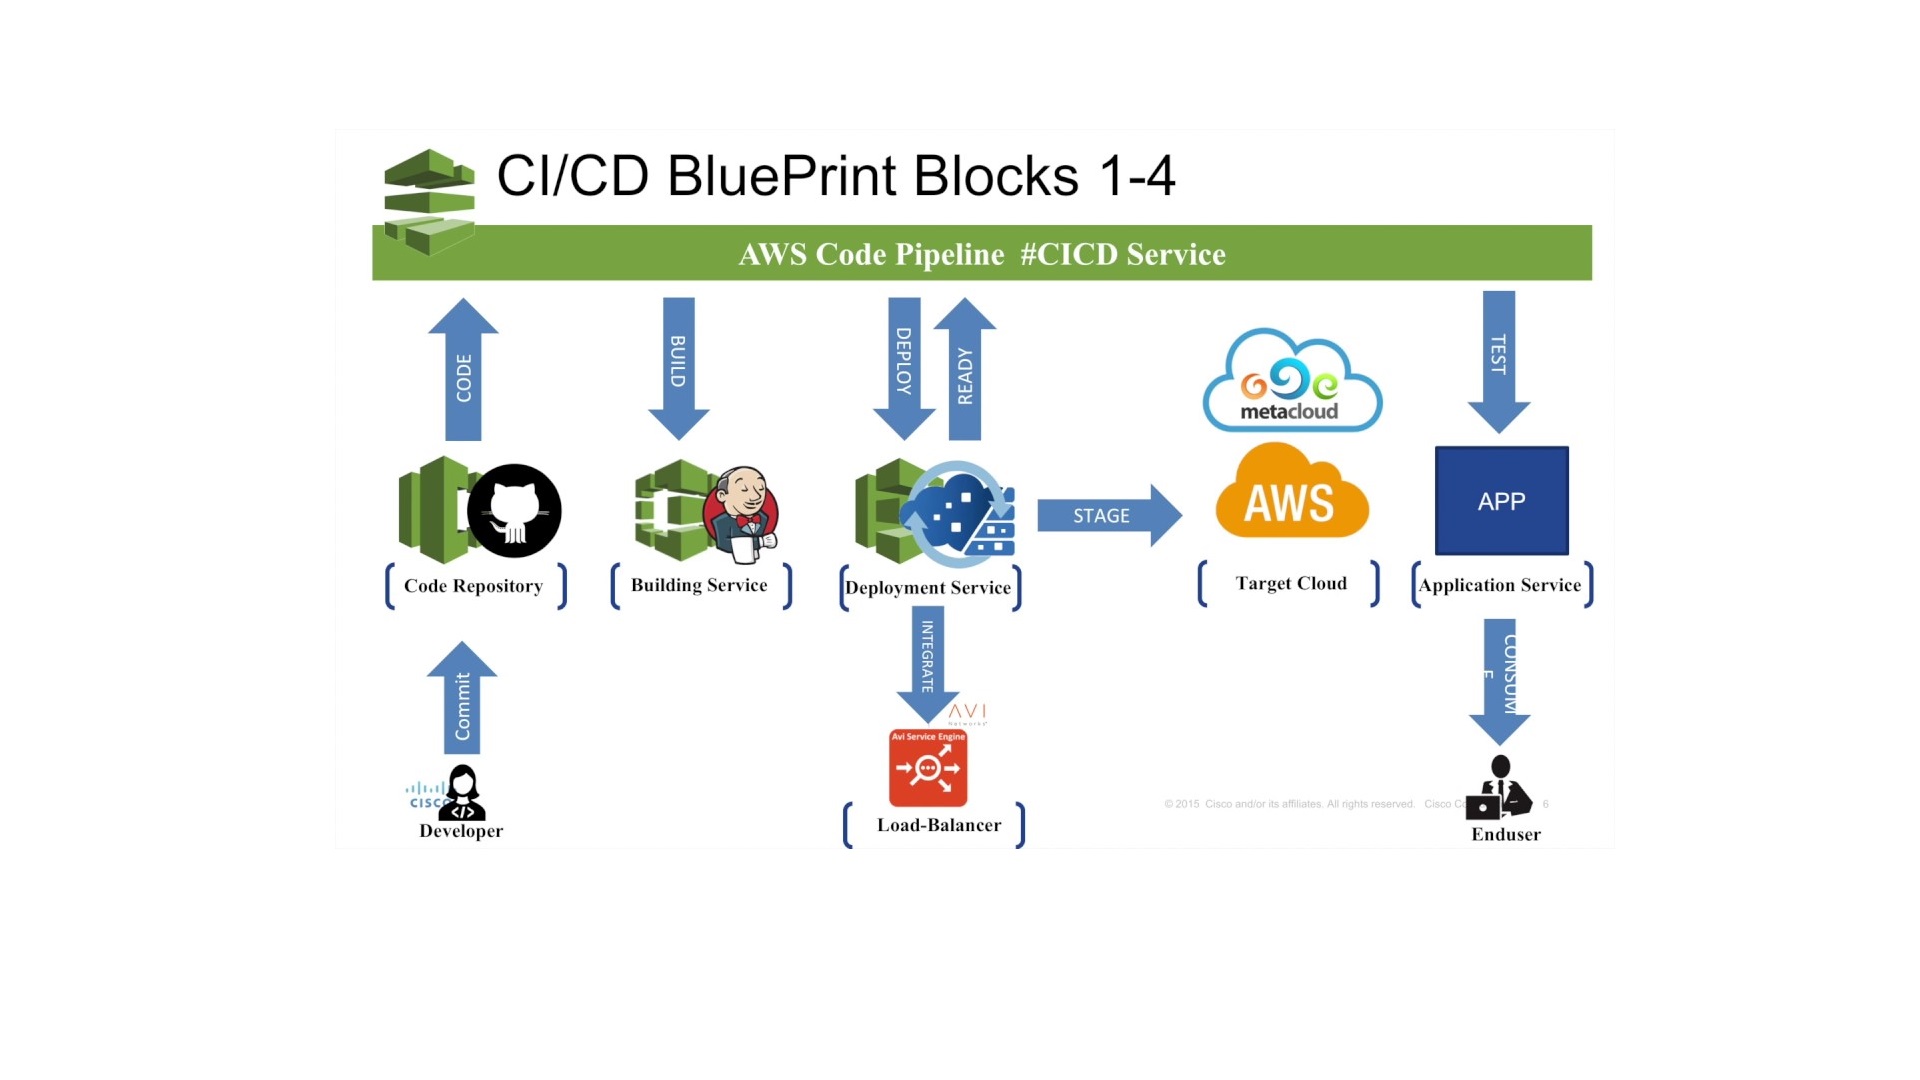 CI/CD BluePrint Blocks 1-4
AWS Code Pipeline #CICD Service
CODE
BUILD
DEPLOY
READY
TEST
metacloud
AWS
APP
STAGE
Code Repository
Building Service
Deployment Service
Target Cloud
Application Service
Commit
INTEGRATE
CONSUM
E
AVI
Networks
Avi Service Engine
CISCO
Developer
Load-Balancer
© 2015 Cisco and/or its affiliates. All rights reserved. Cisco
6
Enduser